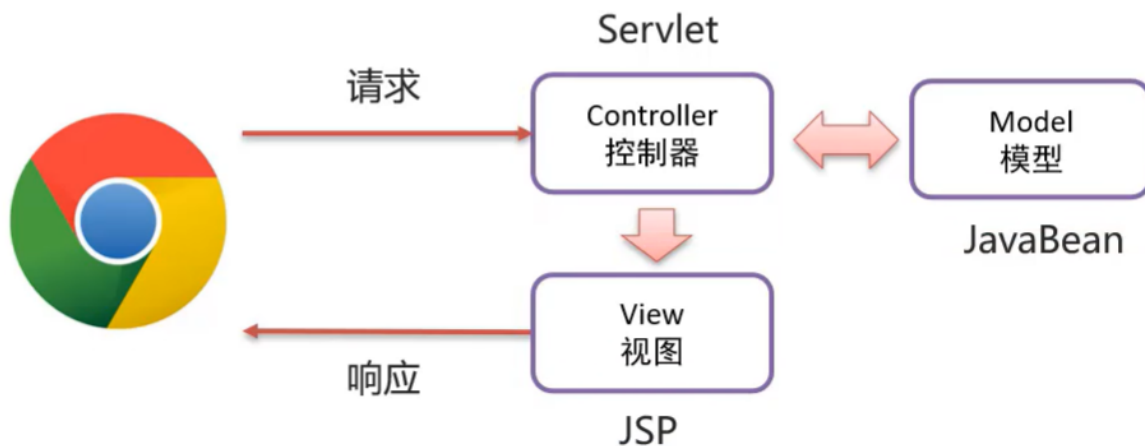 Servlet
请求
Controller
控制器
Model
模型
JavaBean
View
视图
响应
JSP